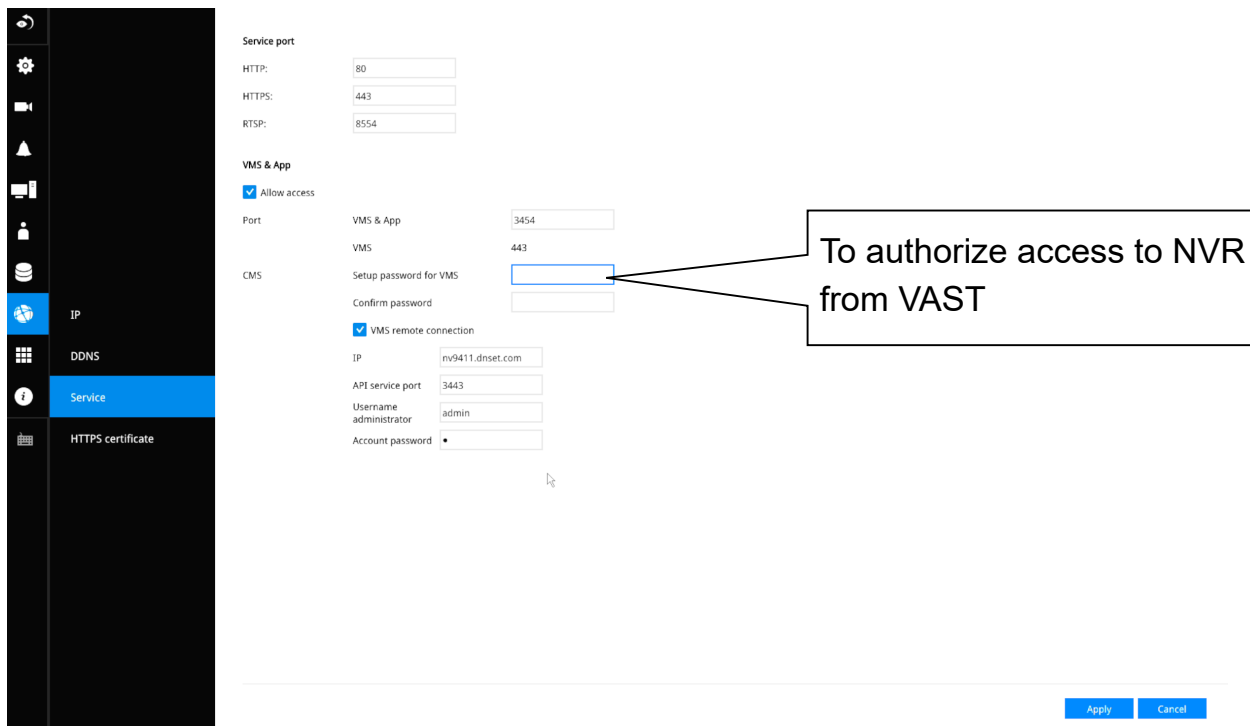 Service port
HTTP: 80
HTTPS: 443
RTSP: 8554
VMS & App
Allow access
Port VMS & App 3454
VMS 443
To authorize access to NVR
from VAST
CMS Setup password for VMS
Confirm password
VMS remote connection
IP
IP nv9411.dnset.com
DDNS
API service port 3443
Service
Username
administrator admin
HTTPS certificate
Account password •
Apply Cancel